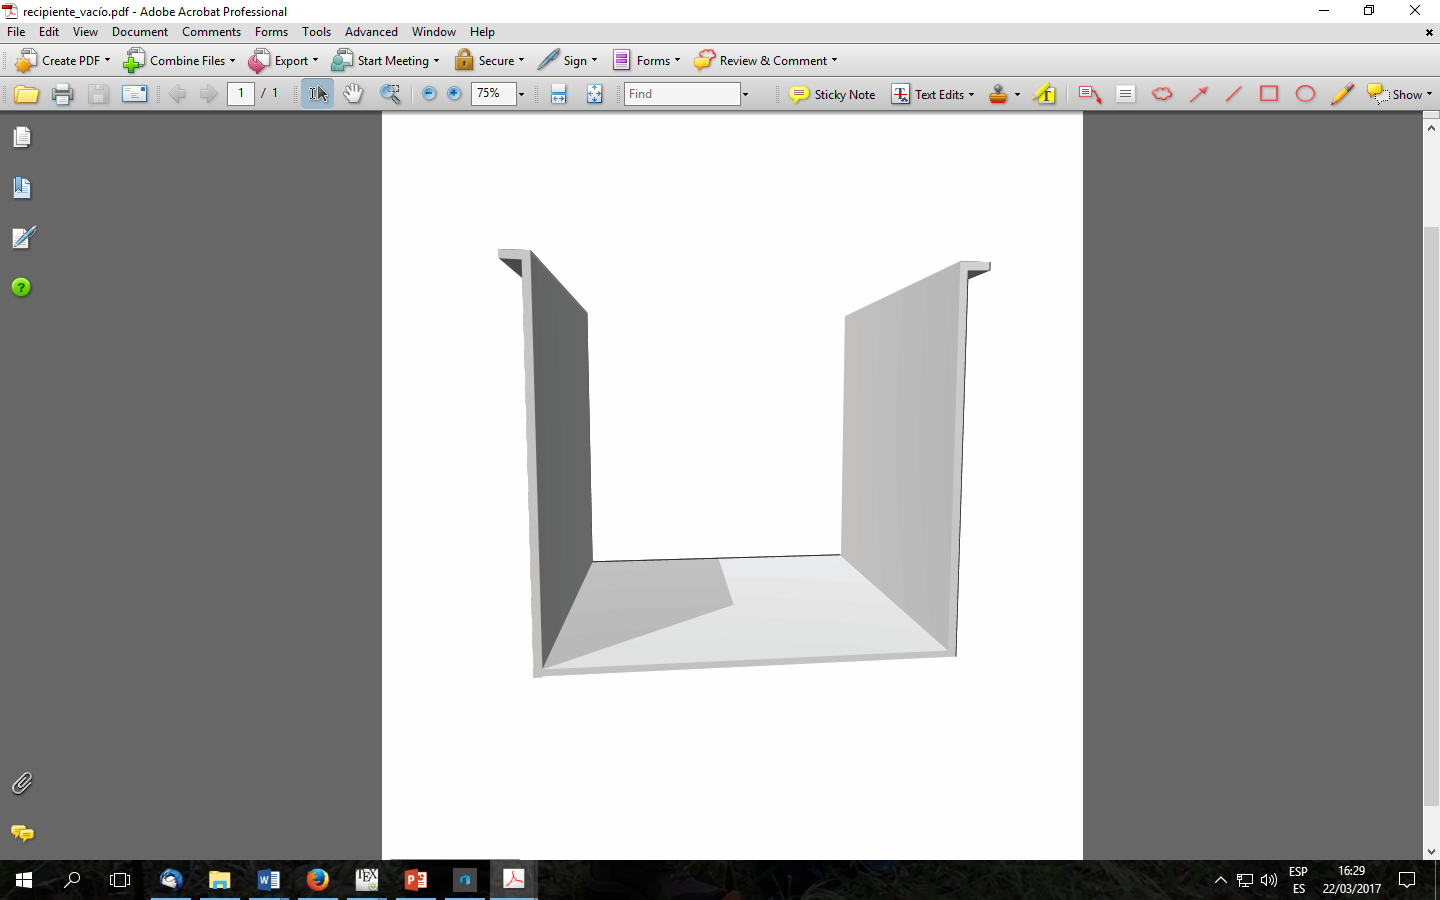 recipiente_vacío.pdf - Adobe Acrobat Professional
File Edit View Document Comments Forms Tools Advanced Window Help
Create PDF Combine Files Export Start Meeting Secure Sign Forms Review & Comment
1 / 1 75% Find Sticky Note Text Edits Show
ESP 16:29
ES 22/03/2017